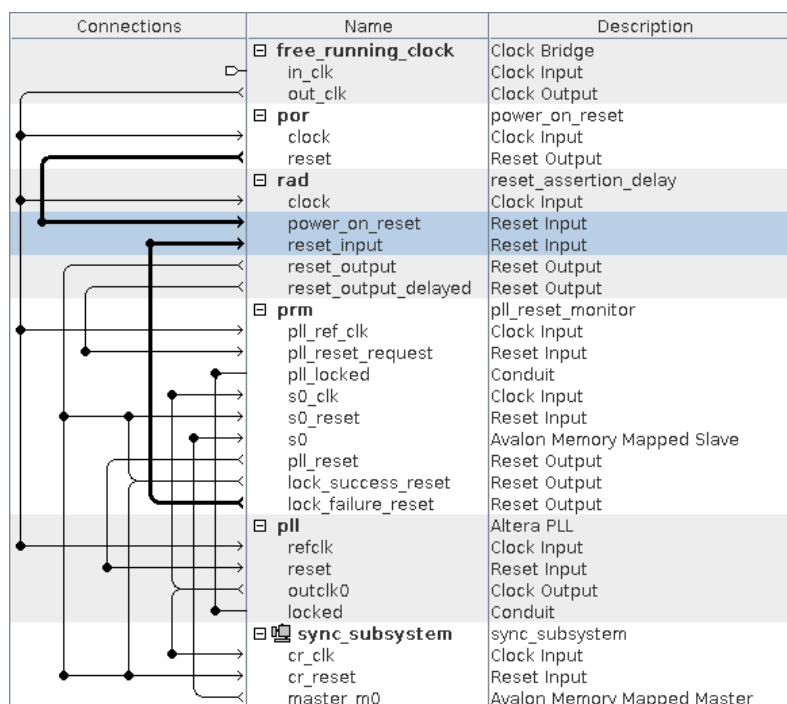 Connections Name Description
free_running_clock Clock Bridge
in_clk Clock Input
out_clk Clock Output
por power_on_reset
clock Clock Input
reset Reset Output
rad reset_assertion_delay
clock Clock Input
power_on_reset Reset Input
reset_input Reset Input
reset_output Reset Output
reset_output_delayed Reset Output
prm pll_reset_monitor
pll_ref_clk Clock Input
pll_reset_request Reset Input
pll_locked Conduit
s0_clk Clock Input
s0_reset Reset Input
s0 Avalon Memory Mapped Slave
pll_reset Reset Output
lock_success_reset Reset Output
lock_failure_reset Reset Output
pll Altera PLL
refclk Clock Input
reset Reset Input
outclk0 Clock Output
locked Conduit
sync_subsystem sync_subsystem
cr_clk Clock Input
cr_reset Reset Input
master_m0 Avalon Memory Mapped Master